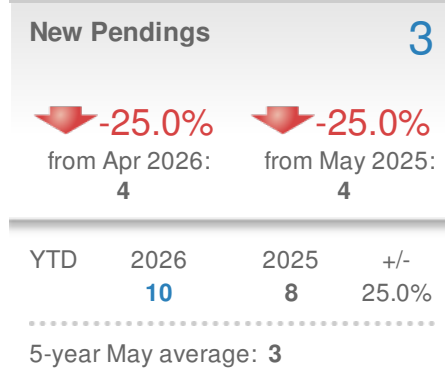 New Pendings 3
-25.0% -25.0%
from Apr 2026: from May 2025:
4 4
YTD 2026 2025 +/-
10 8 25.0%
5-year May average: 3